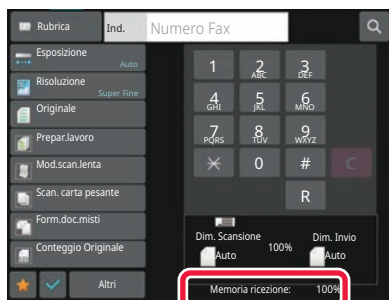 Rubrica
Ind.
Numero Fax
Esposizione
Auto
Risoluzione
Super Fine
Originale
Prepar.lavoro
Mod.scan.lenta
Scan. carta pesante
Form.doc.misti
Conteggio Originale
Altri
1
2 ABC
3 DEF
4 GHI
5 JKL
6 MNO
7 PQRS
8 TUV
9 WXYZ
0
#
C
R
Dim. Scansione
Auto
100%
Dim. Invio
Auto
Memoria ricezione: 100%